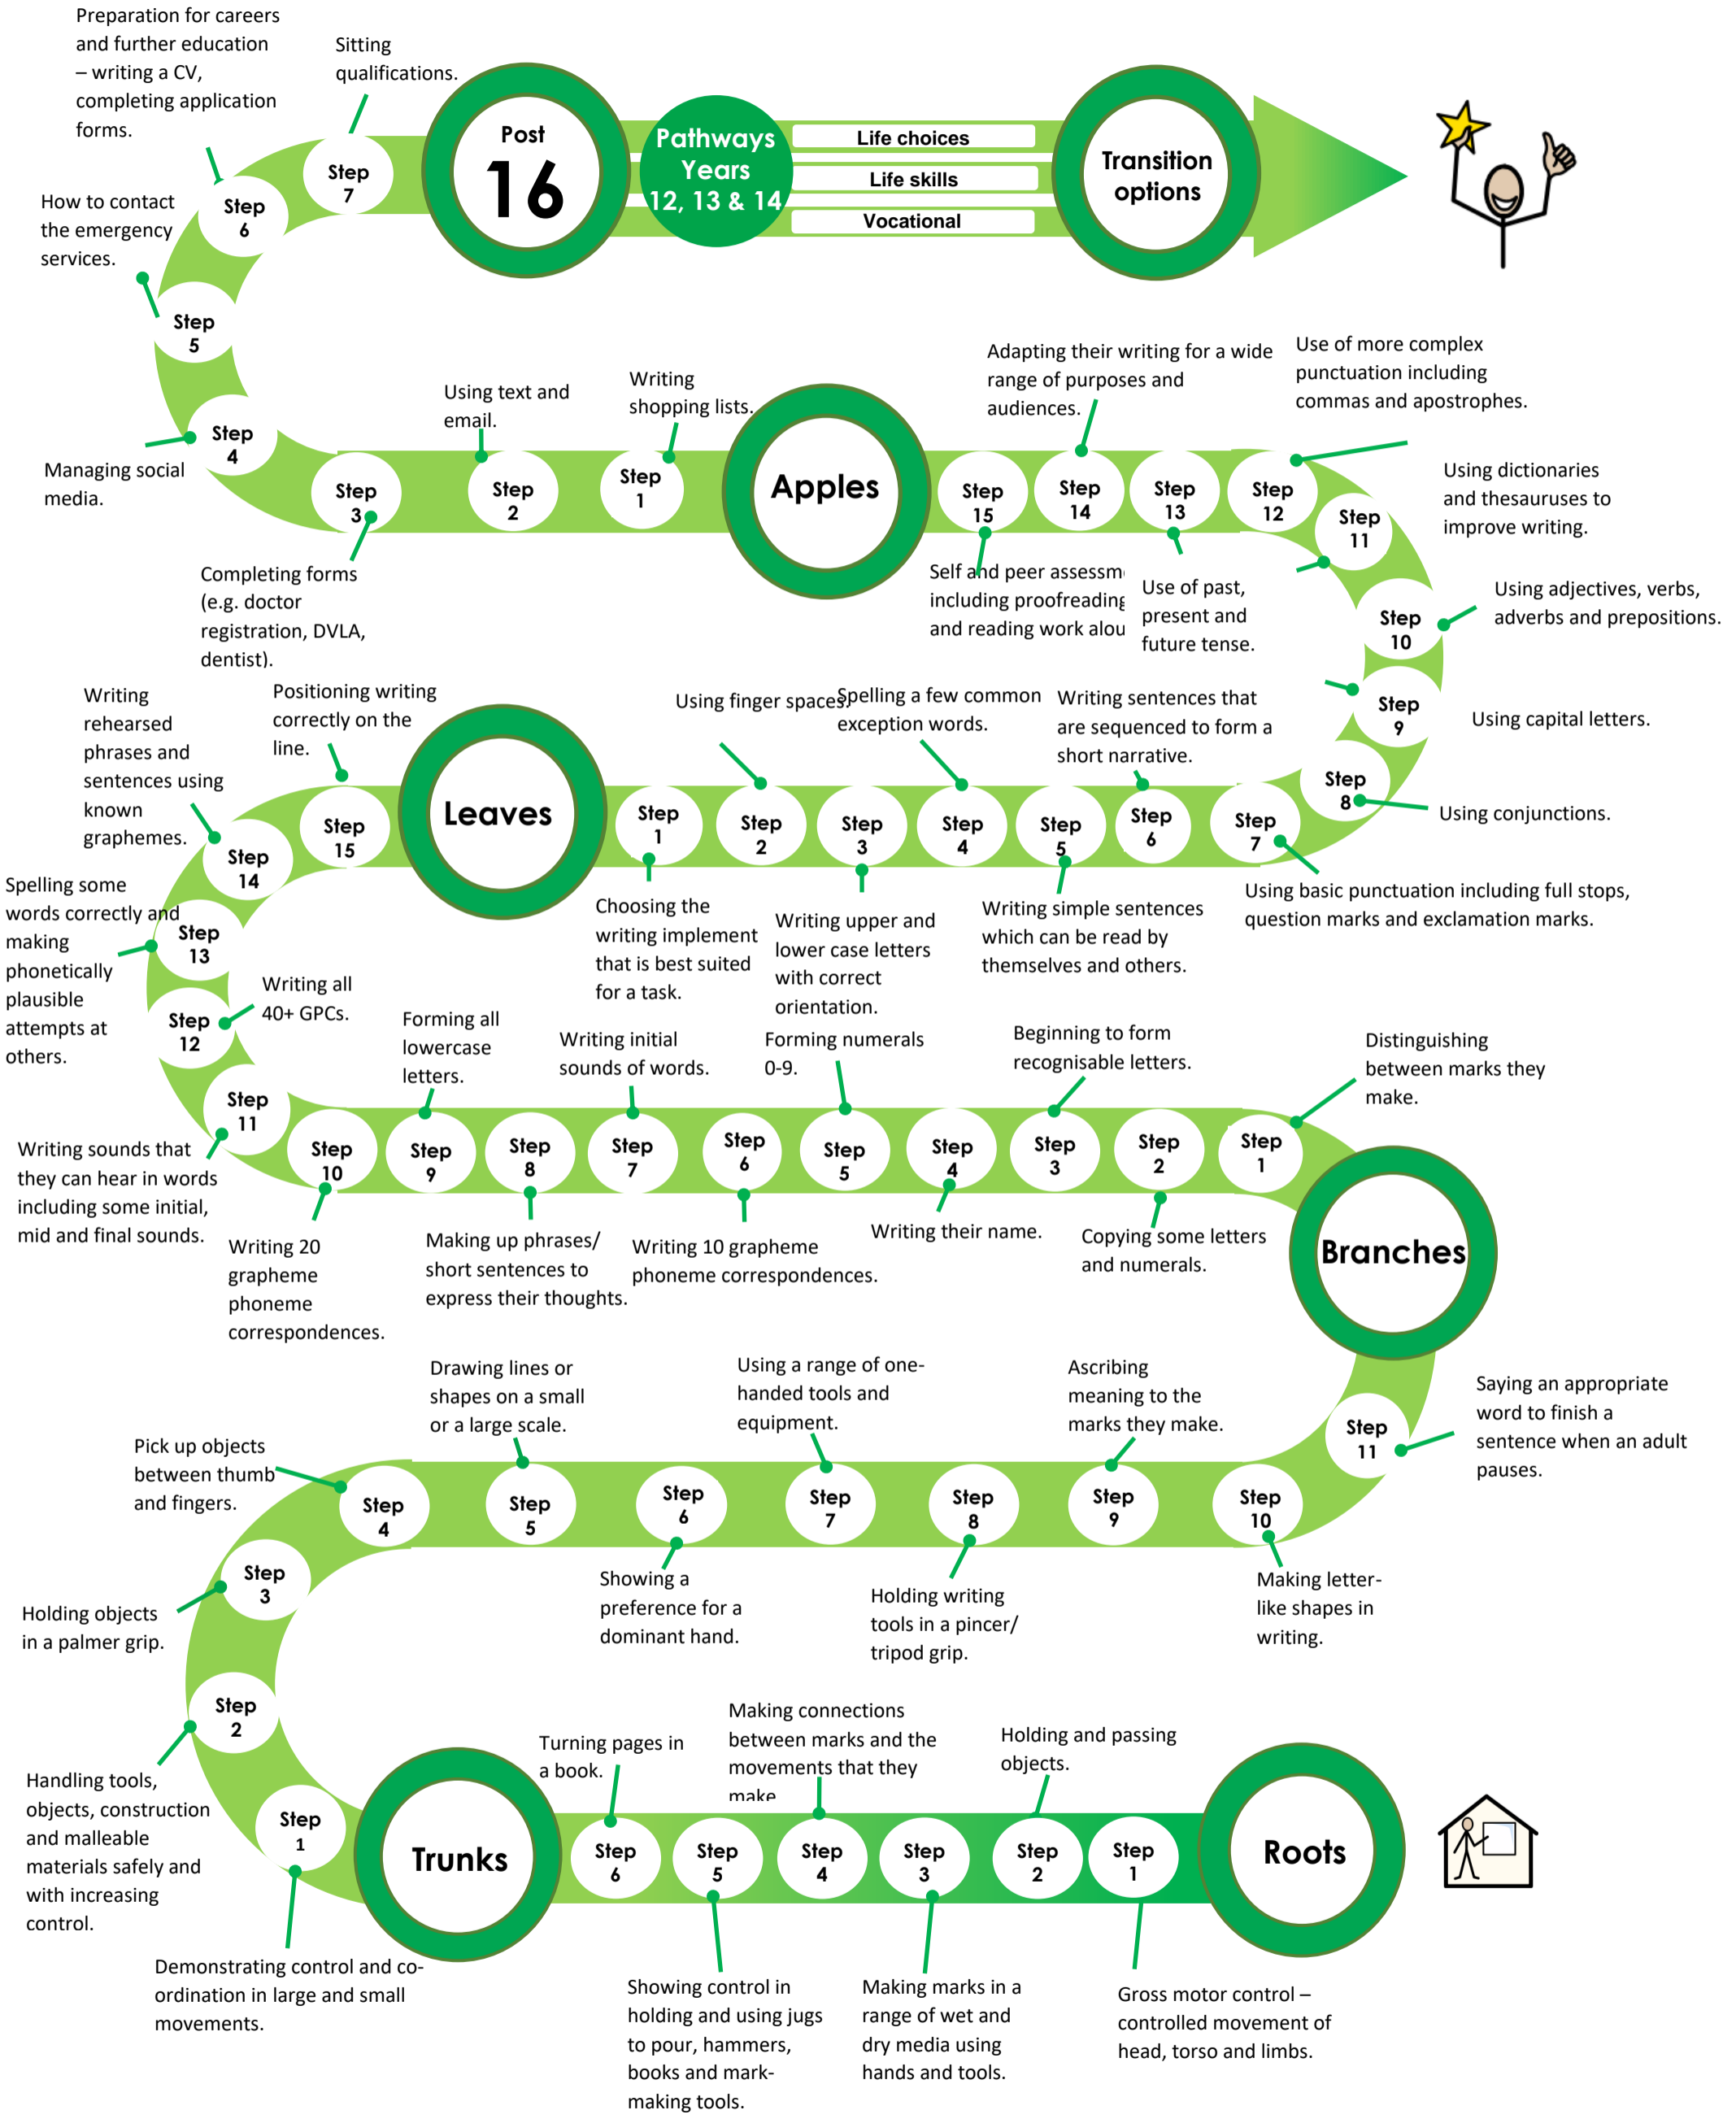 Preparation for careers
and further education
– writing a CV,
completing application
forms.
Sitting
qualifications.
Post
16
Pathways
Years
12, 13 & 14
Life choices
Life skills
Vocational
Transition
options
Step
7
Step
6
How to contact
the emergency
services.
Step
5
Step
4
Managing social
media.
Step
3
Completing forms
(e.g. doctor
registration, DVLA,
dentist).
Using text and
email.
Step
2
Writing
shopping lists.
Step
1
Apples
Adapting their writing for a wide
range of purposes and
audiences.
Use of more complex
punctuation including
commas and apostrophes.
Step
15
Step
14
Step
13
Step
12
Step
11
Self and peer assessm
including proofreading
and reading work alou
Use of past,
present and
future tense.
Using dictionaries
and thesauruses to
improve writing.
Step
10
Using adjectives, verbs,
adverbs and prepositions.
Step
9
Using capital letters.
Step
8
Using conjunctions.
Step
7
Using basic punctuation including full stops,
question marks and exclamation marks.
Writing sentences that
are sequenced to form a
short narrative.
Step
6
Step
5
Writing simple sentences
which can be read by
themselves and others.
Spelling a few common
exception words.
Step
4
Step
3
Writing upper and
lower case letters
with correct
orientation.
Using finger spaces.
Step
2
Step
1
Choosing the
writing implement
that is best suited
for a task.
Leaves
Positioning writing
correctly on the
line.
Step
15
Writing
rehearsed
phrases and
sentences using
known
graphemes.
Step
14
Spelling some
words correctly and
making
phonetically
plausible
attempts at
others.
Step
13
Writing all
40+ GPCs.
Step
12
Step
11
Writing sounds that
they can hear in words
including some initial,
mid and final sounds.
Step
10
Writing 20
grapheme
phoneme
correspondences.
Forming all
lowercase
letters.
Step
9
Step
8
Making up phrases/
short sentences to
express their thoughts.
Writing initial
sounds of words.
Step
7
Step
6
Writing 10 grapheme
phoneme correspondences.
Forming numerals
0-9.
Step
5
Step
4
Writing their name.
Beginning to form
recognisable letters.
Step
3
Step
2
Copying some letters
and numerals.
Distinguishing
between marks they
make.
Step
1
Branches
Saying an appropriate
word to finish a
sentence when an adult
pauses.
Step
11
Step
10
Making letter-
like shapes in
writing.
Ascribing
meaning to the
marks they make.
Step
9
Step
8
Holding writing
tools in a pincer/
tripod grip.
Using a range of one-
handed tools and
equipment.
Step
7
Step
6
Showing a
preference for a
dominant hand.
Drawing lines or
shapes on a small
or a large scale.
Step
5
Pick up objects
between thumb
and fingers.
Step
4
Step
3
Holding objects
in a palmer grip.
Step
2
Handling tools,
objects, construction
and malleable
materials safely and
with increasing
control.
Step
1
Demonstrating control and co-
ordination in large and small
movements.
Trunks
Turning pages in
a book.
Step
6
Step
5
Showing control in
holding and using jugs
to pour, hammers,
books and mark-
making tools.
Making connections
between marks and the
movements that they
make
Step
4
Step
3
Making marks in a
range of wet and
dry media using
hands and tools.
Holding and passing
objects.
Step
2
Step
1
Gross motor control –
controlled movement of
head, torso and limbs.
Roots